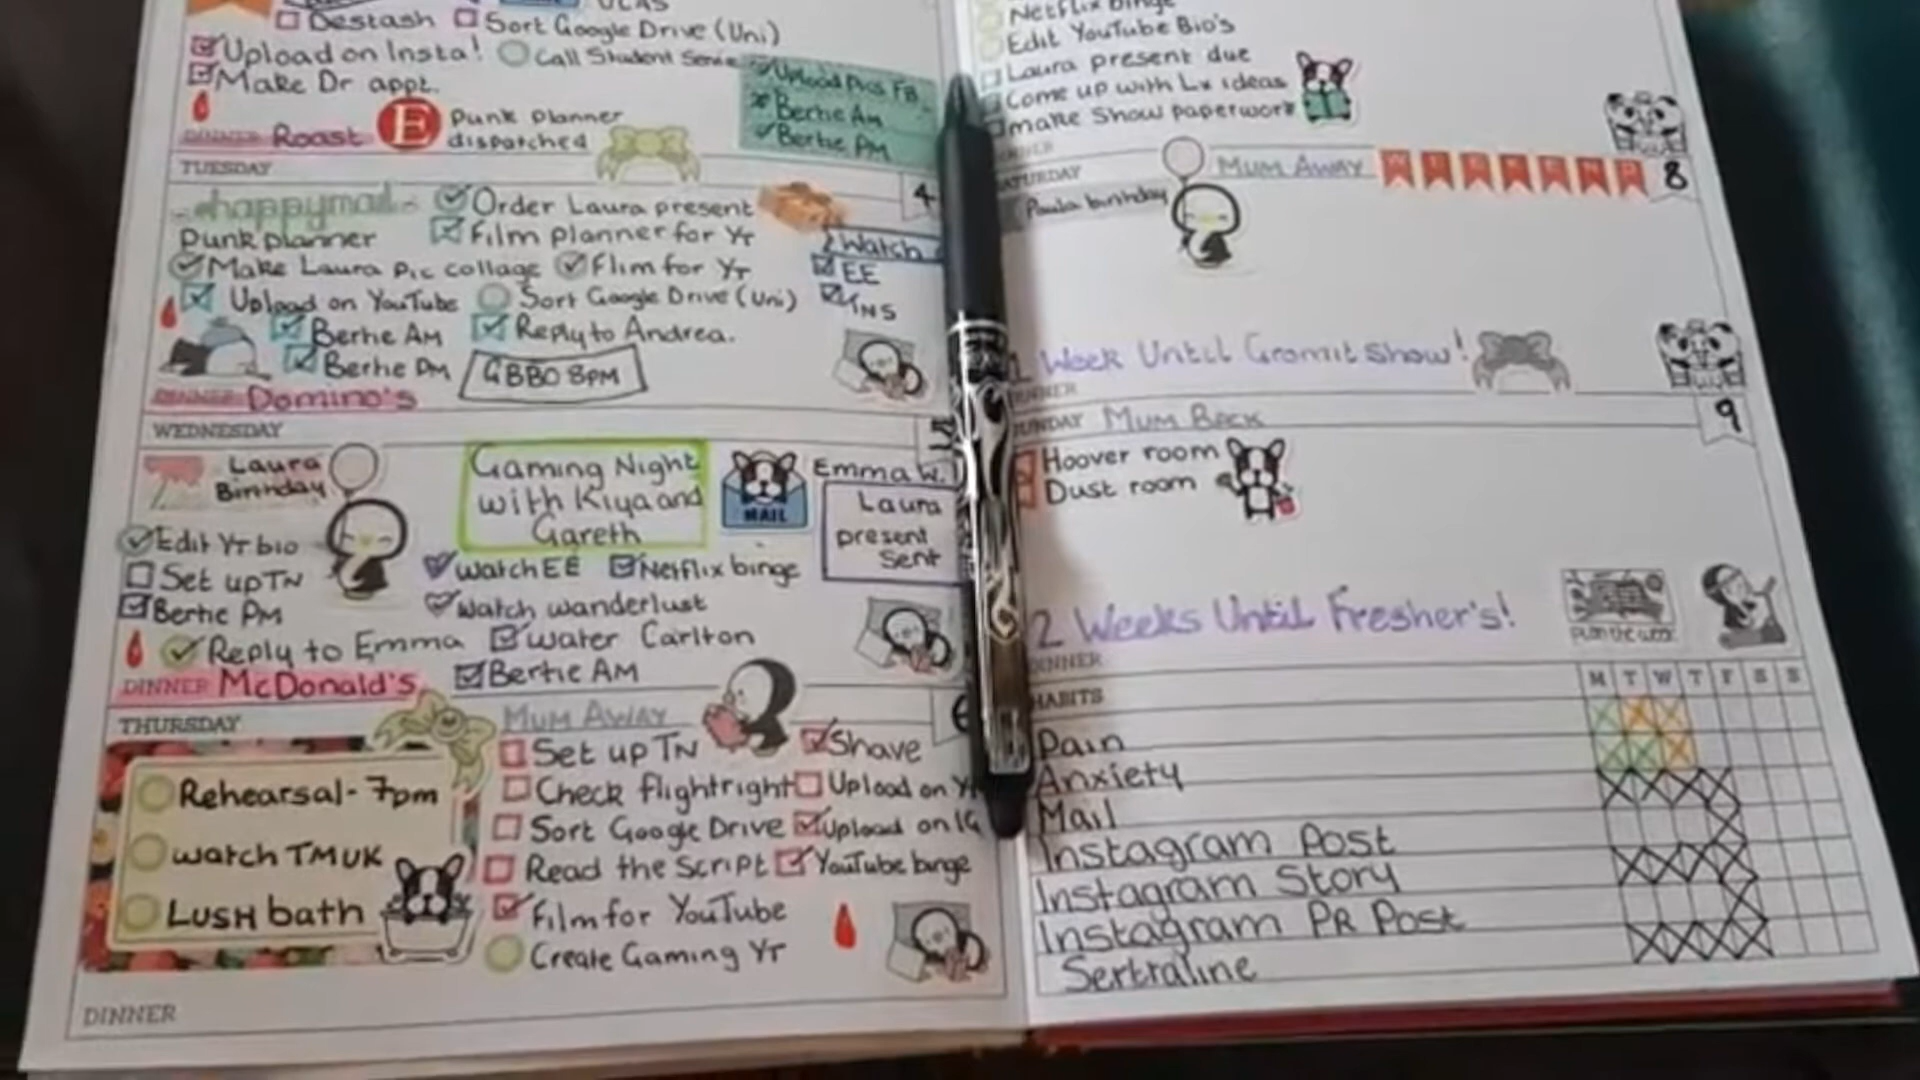 Destash Sort Google Drive (Uni)
Upload on Insta! Call Student
Make Dr appt.
Upload Pics FB
Bertie Am
Bertie PM
DINNER Roast E Punk Planner
dispatched
TUESDAY
4
happymail Order Laura present
Punk planner Film planner for YT
Make Laura Pic collage Flim for YT
Watch
EE
Upload on YouTube Sort Google Drive (Uni)
Bertie AM Reply to Andrea.
Bertie PM GBBO 8PM
DINNER Domino's
WEDNESDAY
Laura
Birthday
Gaming Night
with Kiya and
Gareth
MAIL
Emma W.
Laura
present
Sent
Edit YT bio
Set up TN
Watch EE Netflix binge
Bertie PM Watch wanderlust
Reply to Emma Water Carlton
DINNER McDonald's Bertie AM
THURSDAY Mum Away 6
Rehearsal - 7pm
Watch TMUK
LUSH bath
Set up TN Shave
Check flightright Upload on
Sort Google Drive Upload on IG
Read the Script YouTube binge
Film for YouTube
Create Gaming YT
DINNER
Netflix binge
Edit YouTube Bio's
Laura present due
Come up with Lx ideas
make Show paperwork
Mum Away WEEKEND 8
Paula birthday
Week Until Gromit Show!
Mum Back 9
Hoover room
Dust room
2 Weeks Until Fresher's!
DINNER
HABITS M T W T F S S
Pain
Anxiety
Mail
Instagram Post
Instagram Story
Instagram PR Post
Sertraline